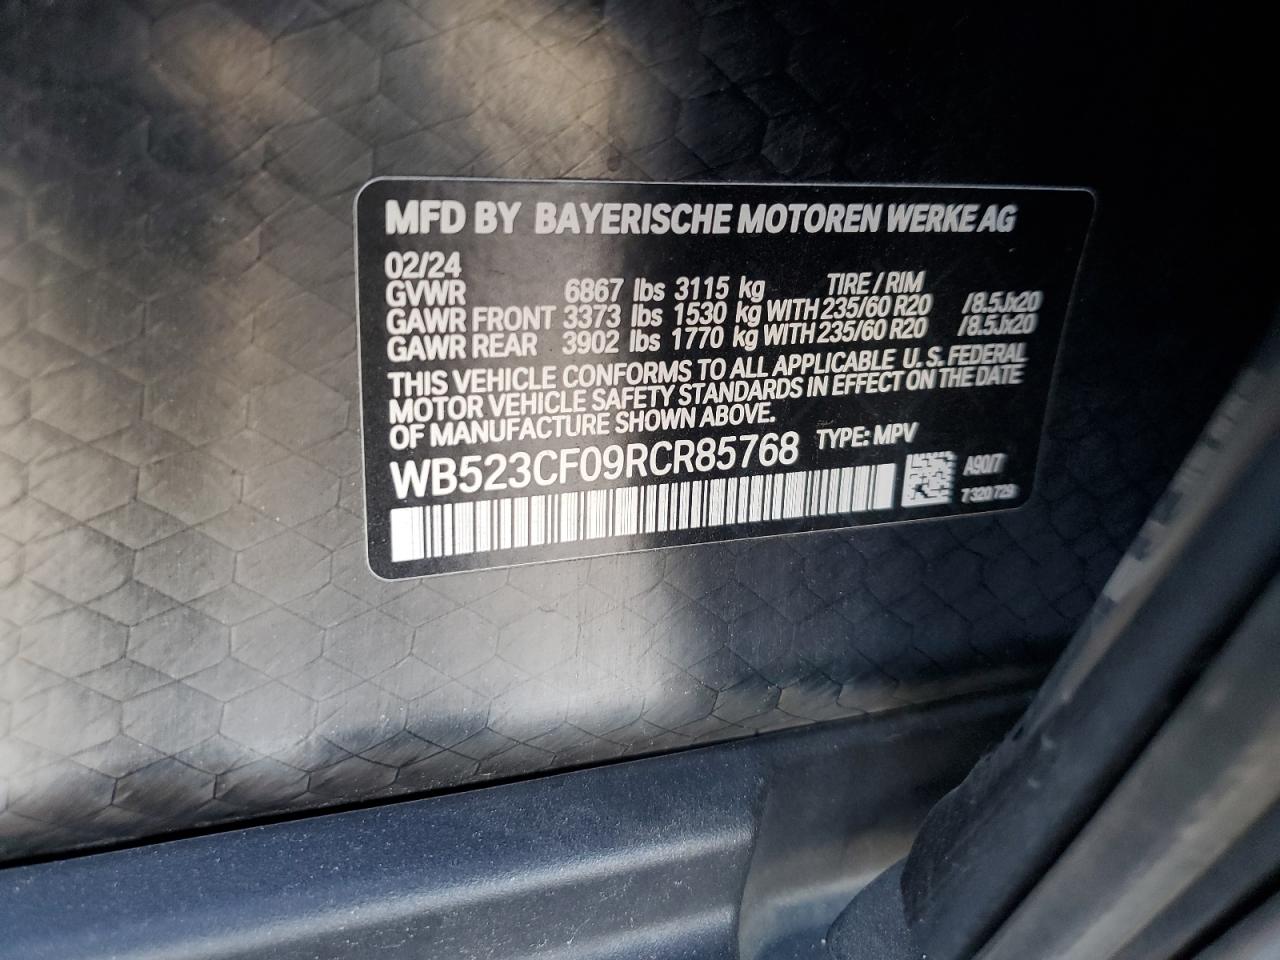 MFD BY BAYERISCHE MOTOREN WERKE AG
02/24
GVWR 6867 lbs 3115 kg TIRE / RIM
GAWR FRONT 3373 lbs 1530 kg WITH 235/60 R20 /8.5Jx20
GAWR REAR 3902 lbs 1770 kg WITH 235/60 R20 /8.5Jx20
THIS VEHICLE CONFORMS TO ALL APPLICABLE U.S. FEDERAL
MOTOR VEHICLE SAFETY STANDARDS IN EFFECT ON THE DATE
OF MANUFACTURE SHOWN ABOVE.
WB523CF09RCR85768 TYPE: MPV
A90/7
7 320 729